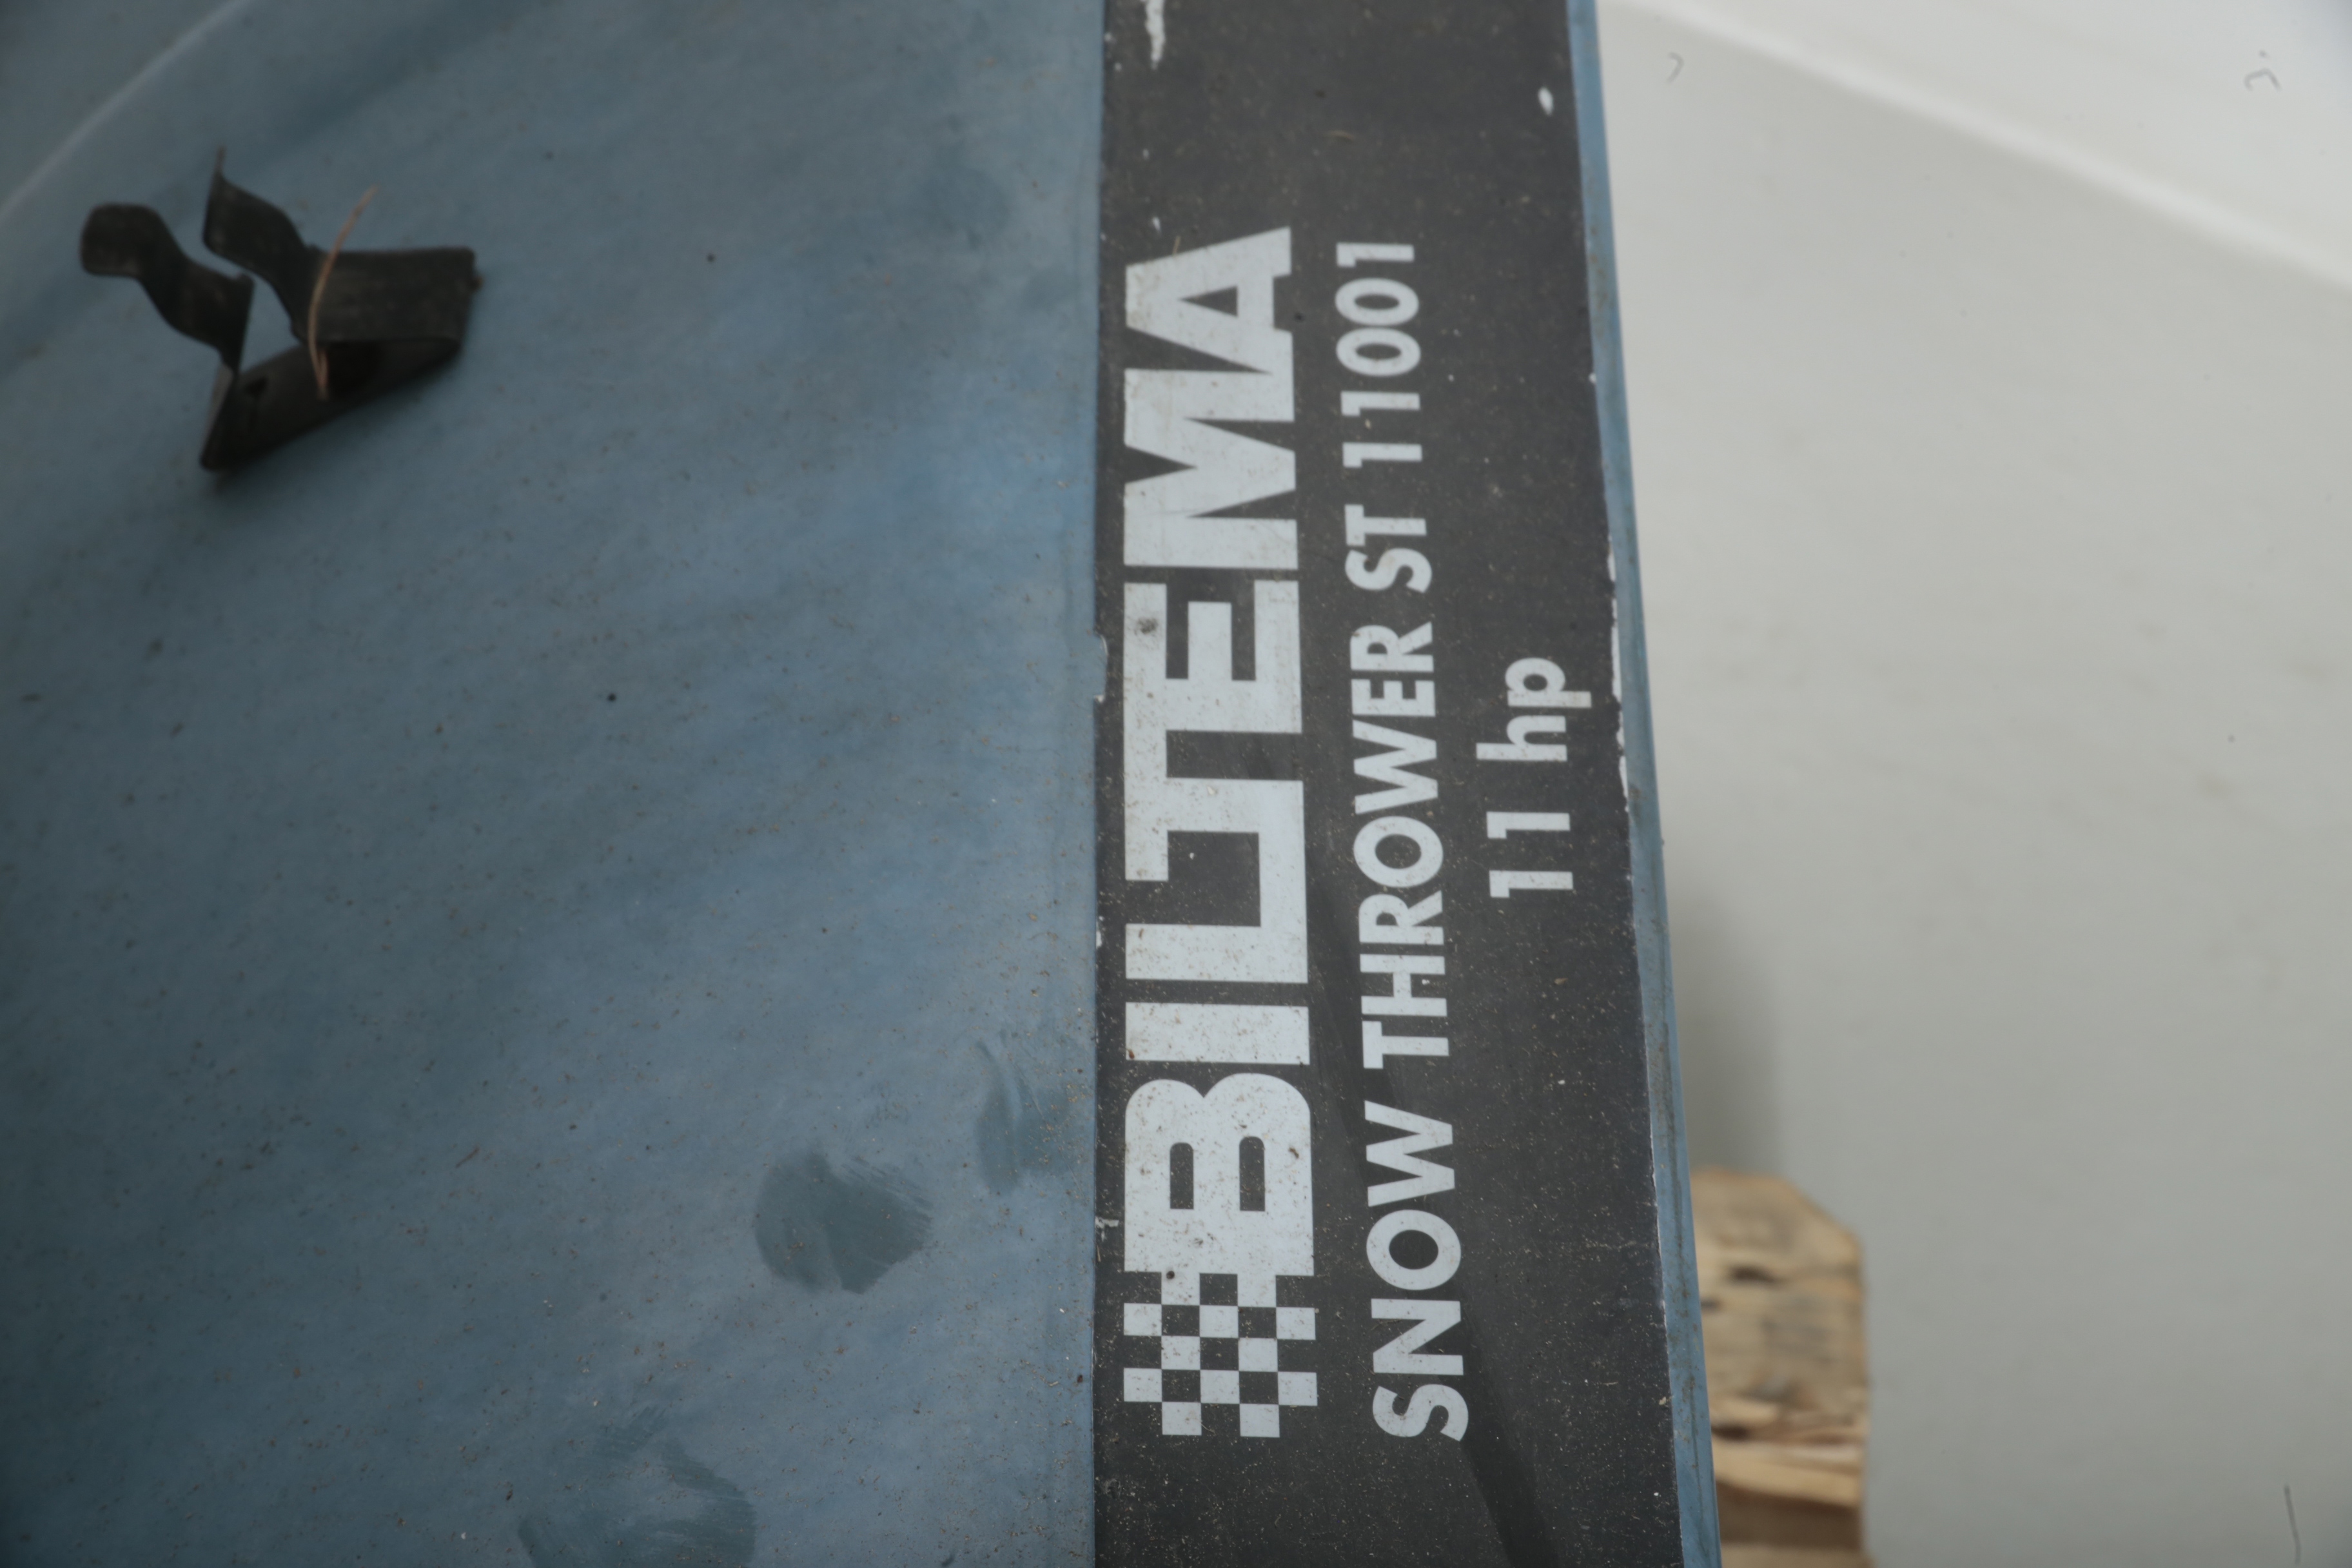 BILTEMA
SNOW THROWER ST 11001
11 hp